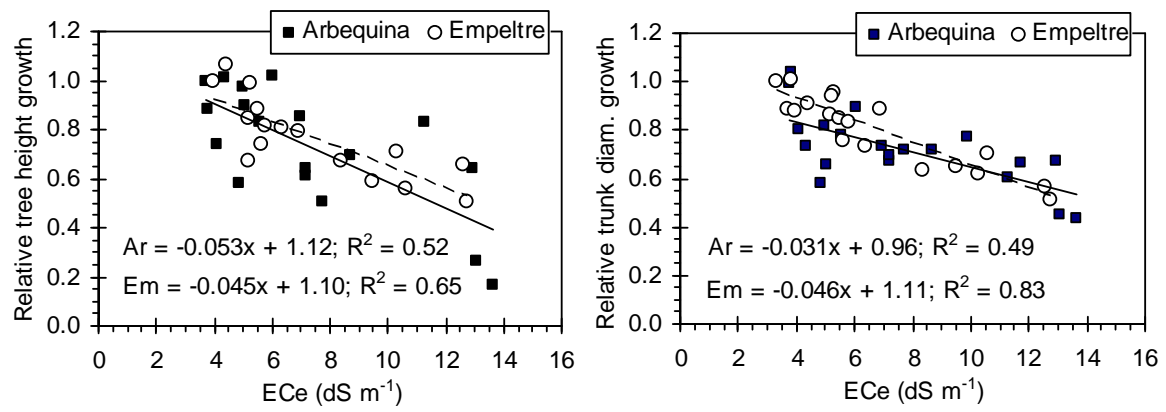 Arbequina Empeltre
Relative tree height growth
1.2
1.0
0.8
0.6
0.4
0.2
0.0
Ar = -0.053x + 1.12; R² = 0.52
Em = -0.045x + 1.10; R² = 0.65
0 2 4 6 8 10 12 14 16
ECe (dS m⁻¹)
Arbequina Empeltre
Relative trunk diam. growth
1.2
1.0
0.8
0.6
0.4
0.2
0.0
Ar = -0.031x + 0.96; R² = 0.49
Em = -0.046x + 1.11; R² = 0.83
0 2 4 6 8 10 12 14 16
ECe (dS m⁻¹)